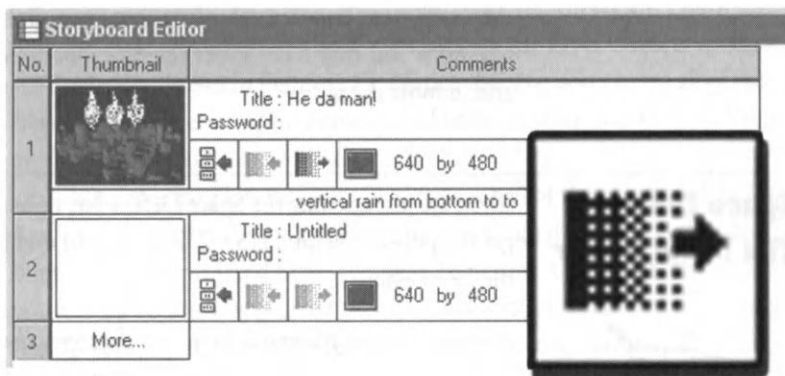 Storyboard Editor
No. Thumbnail Comments
1
Title : He da man!
Password :
640 by 480
vertical rain from bottom to to
2
Title : Untitled
Password :
640 by 480
3 More...